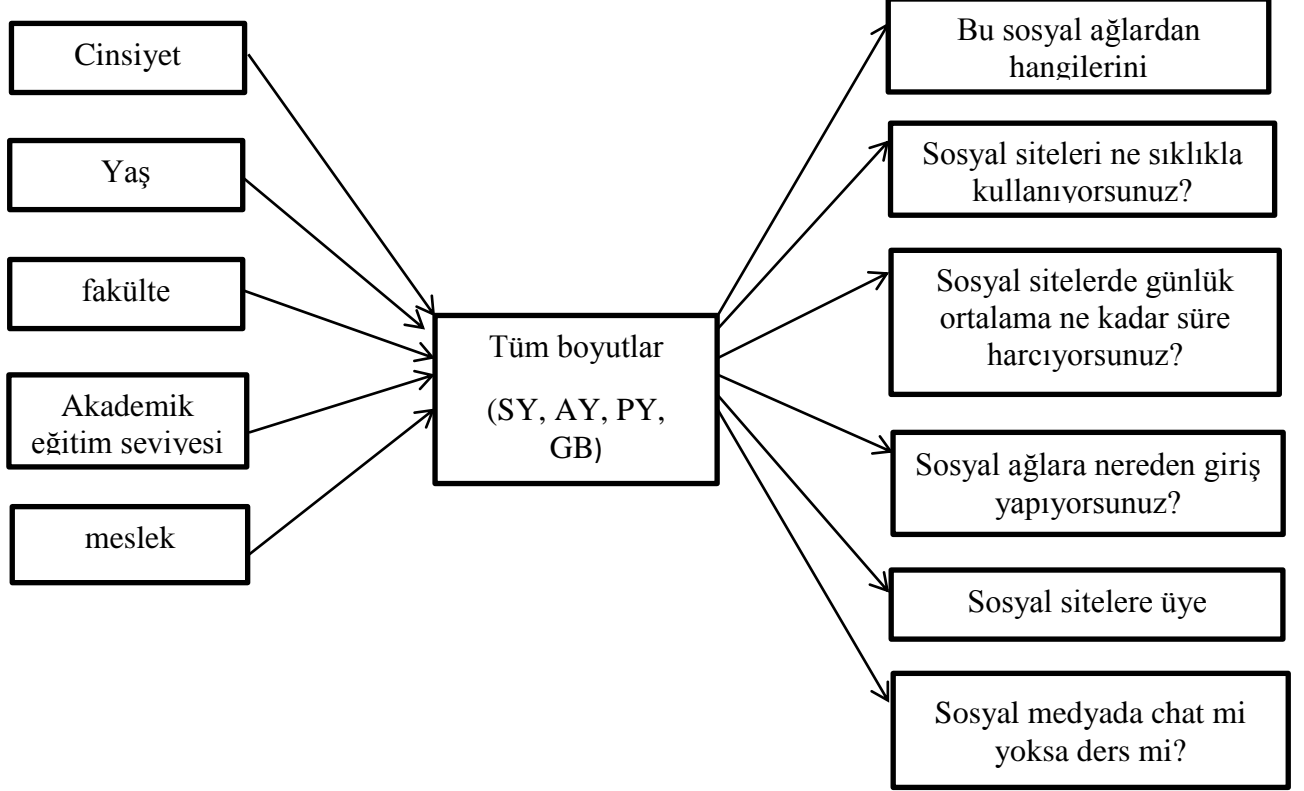 Cinsiyet
Yaş
fakülte
Akademik
eğitim seviyesi
meslek
Tüm boyutlar
(SY, AY, PY,
GB)
Bu sosyal ağlardan
hangilerini
Sosyal siteleri ne sıklıkla
kullanıyorsunuz?
Sosyal sitelerde günlük
ortalama ne kadar süre
harcıyorsunuz?
Sosyal ağlara nereden giriş
yapıyorsunuz?
Sosyal sitelere üye
Sosyal medyada chat mi
yoksa ders mi?